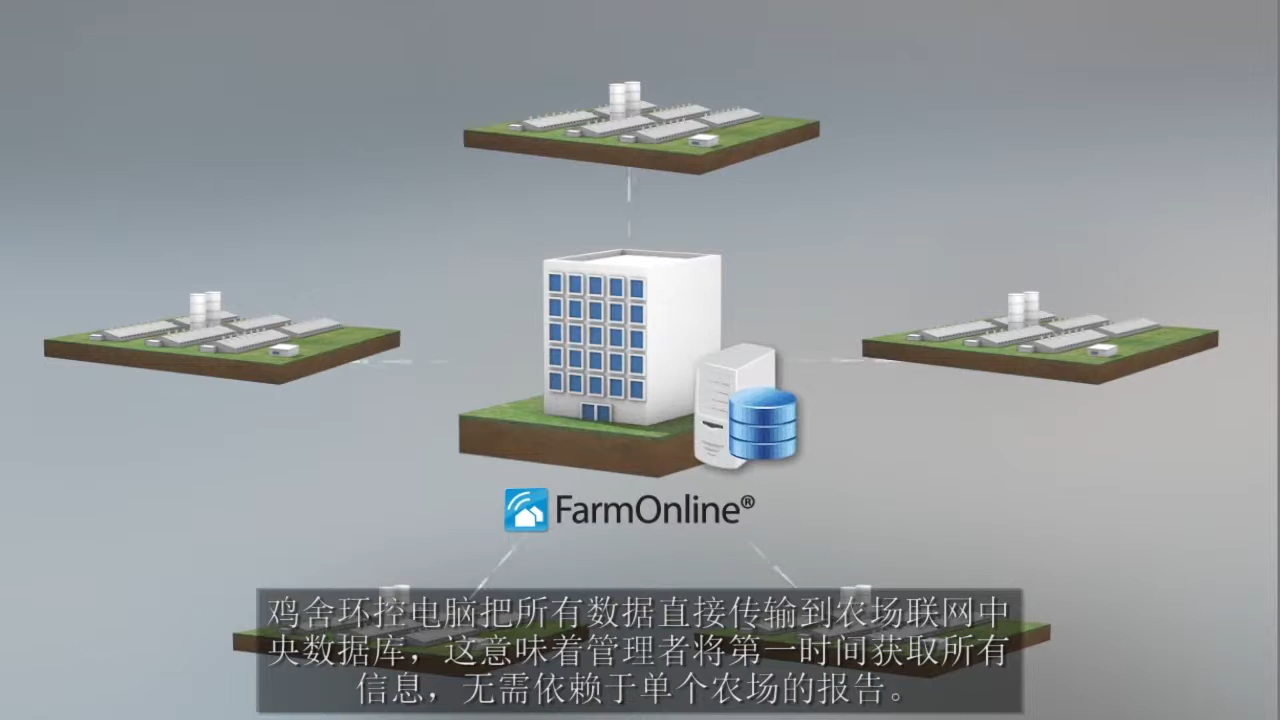 FarmOnline®
鸡舍环控电脑把所有数据直接传输到农场联网中
央数据库，这意味着管理者将第一时间获取所有
信息，无需依赖于单个农场的报告。